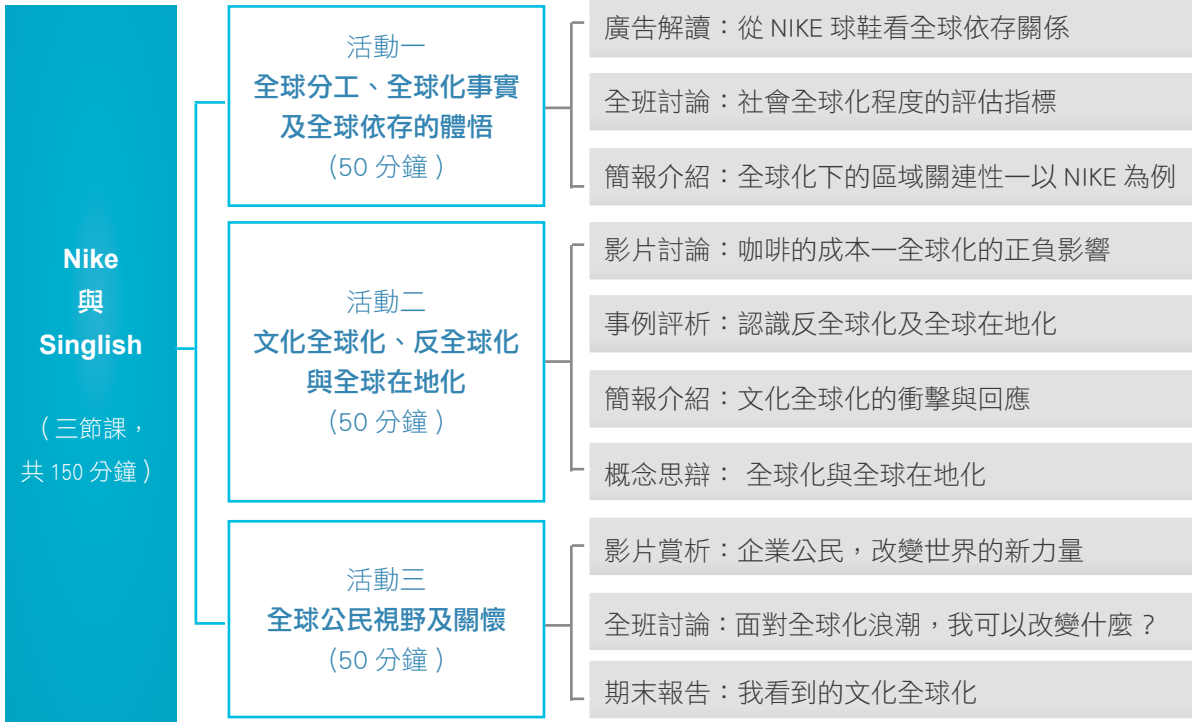 Nike
與
Singlish
（三節課，
共 150 分鐘）
活動一
全球分工、全球化事實
及全球依存的體悟
（50 分鐘）
廣告解讀：從 NIKE 球鞋看全球依存關係
全班討論：社會全球化程度的評估指標
簡報介紹：全球化下的區域關連性—以 NIKE 為例
活動二
文化全球化、反全球化
與全球在地化
（50 分鐘）
影片討論：咖啡的成本—全球化的正負影響
事例評析：認識反全球化及全球在地化
簡報介紹：文化全球化的衝擊與回應
概念思辯： 全球化與全球在地化
活動三
全球公民視野及關懷
（50 分鐘）
影片賞析：企業公民，改變世界的新力量
全班討論：面對全球化浪潮，我可以改變什麼？
期末報告：我看到的文化全球化